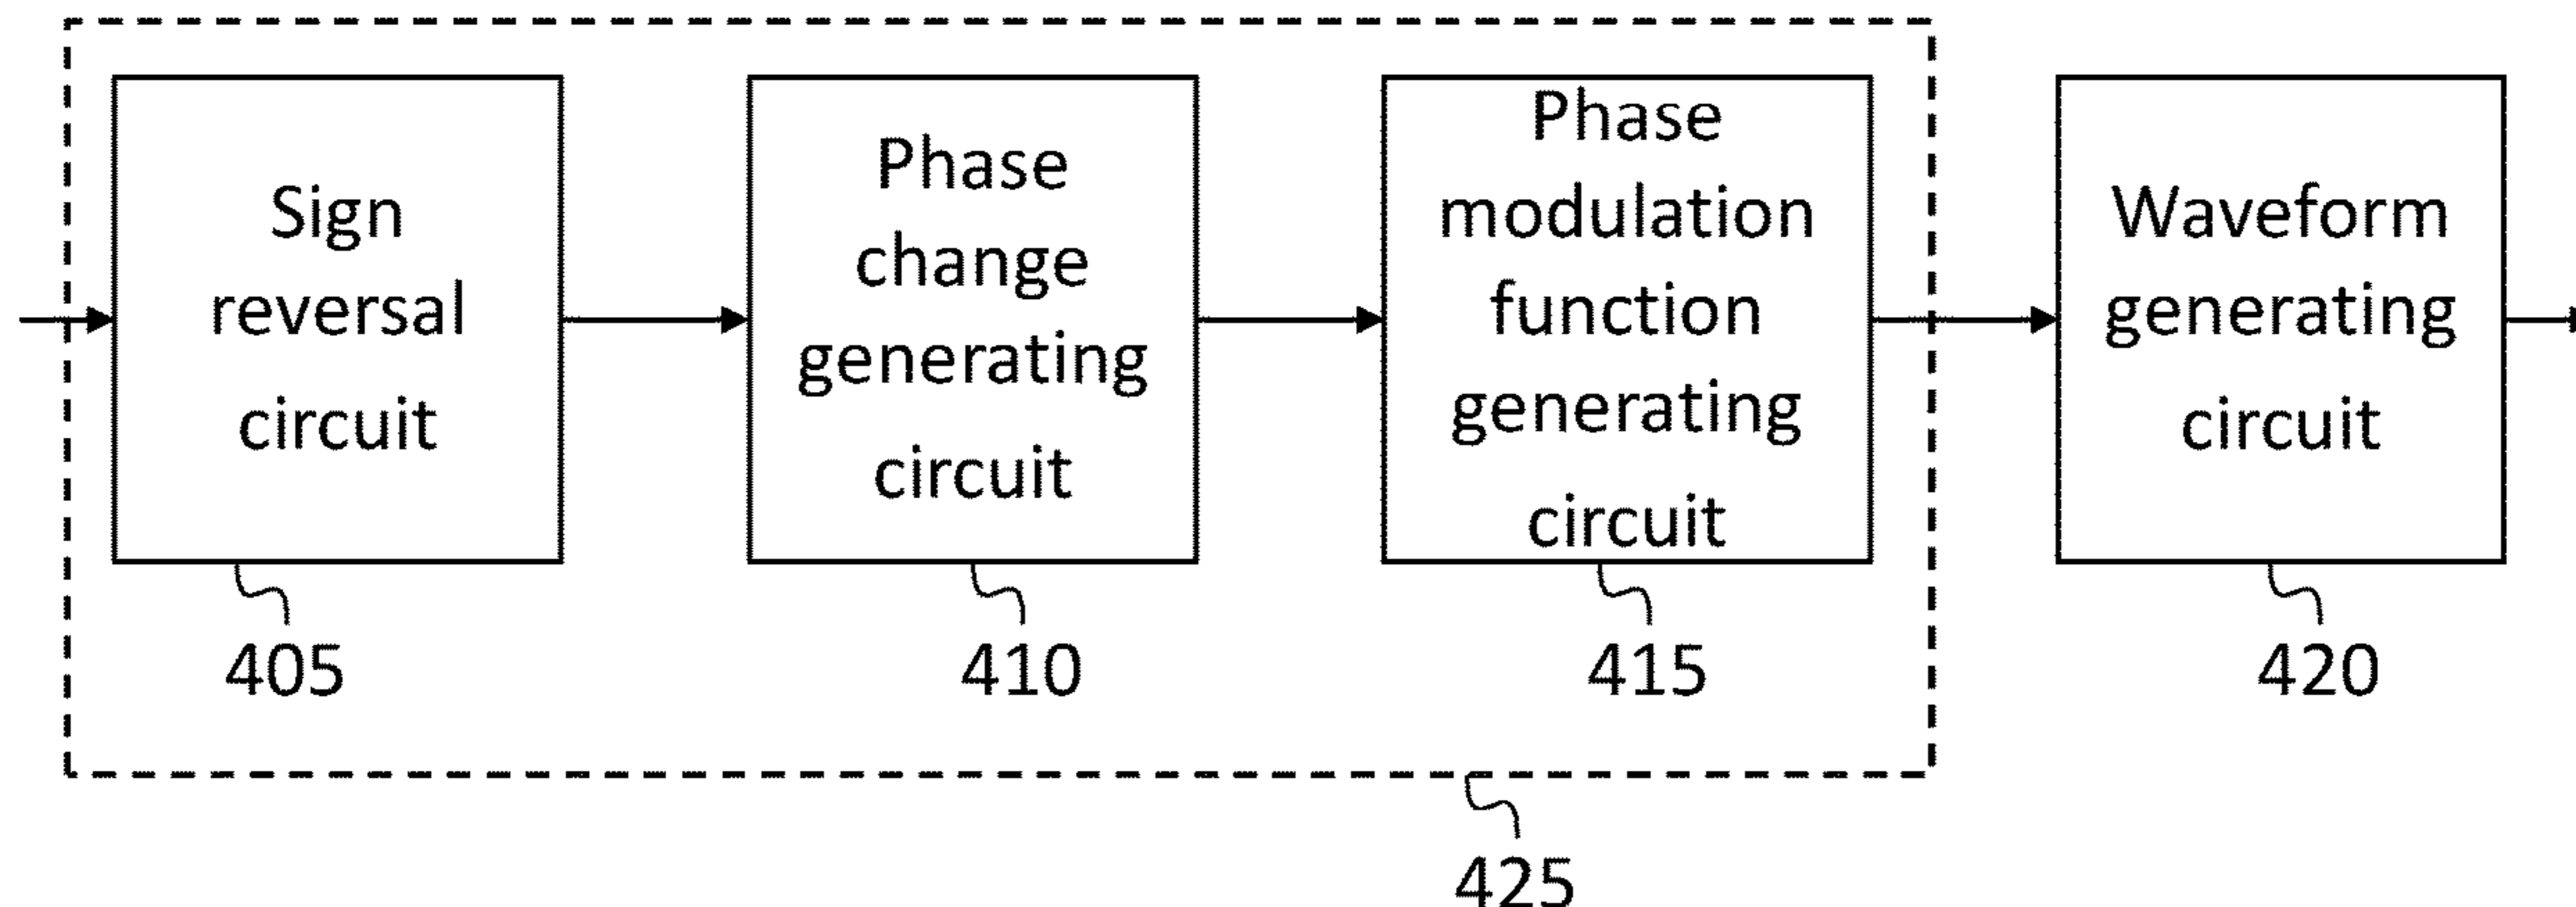 Sign
reversal
circuit
Phase
change
generating
circuit
Phase
modulation
function
generating
circuit
Waveform
generating
circuit
405
410
415
420
425